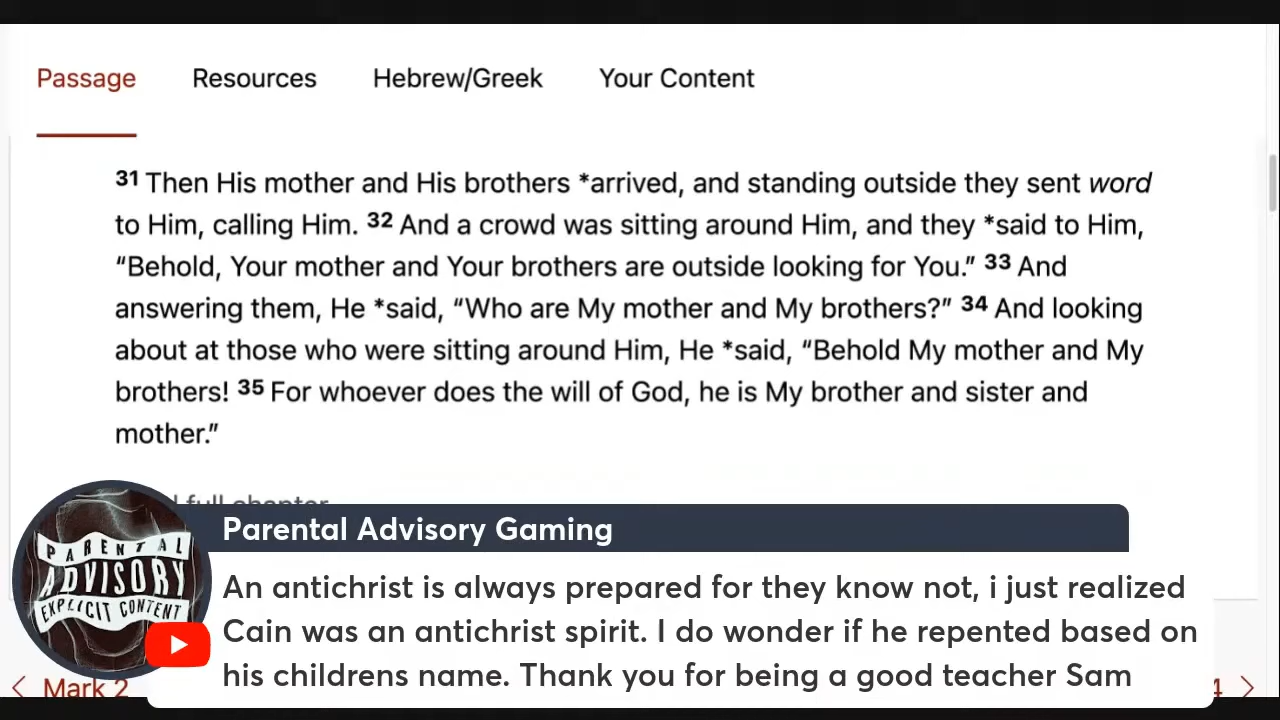 Passage Resources Hebrew/Greek Your Content
31 Then His mother and His brothers *arrived, and standing outside they sent word
to Him, calling Him. 32 And a crowd was sitting around Him, and they *said to Him,
“Behold, Your mother and Your brothers are outside looking for You.” 33 And
answering them, He *said, “Who are My mother and My brothers?” 34 And looking
about at those who were sitting around Him, He *said, “Behold My mother and My
brothers! 35 For whoever does the will of God, he is My brother and sister and
mother.”
full chapter
PARENTAL
ADVISORY
EXPLICIT CONTENT
Parental Advisory Gaming
An antichrist is always prepared for they know not, i just realized
Cain was an antichrist spirit. I do wonder if he repented based on
his childrens name. Thank you for being a good teacher Sam
< Mark 2
4 >